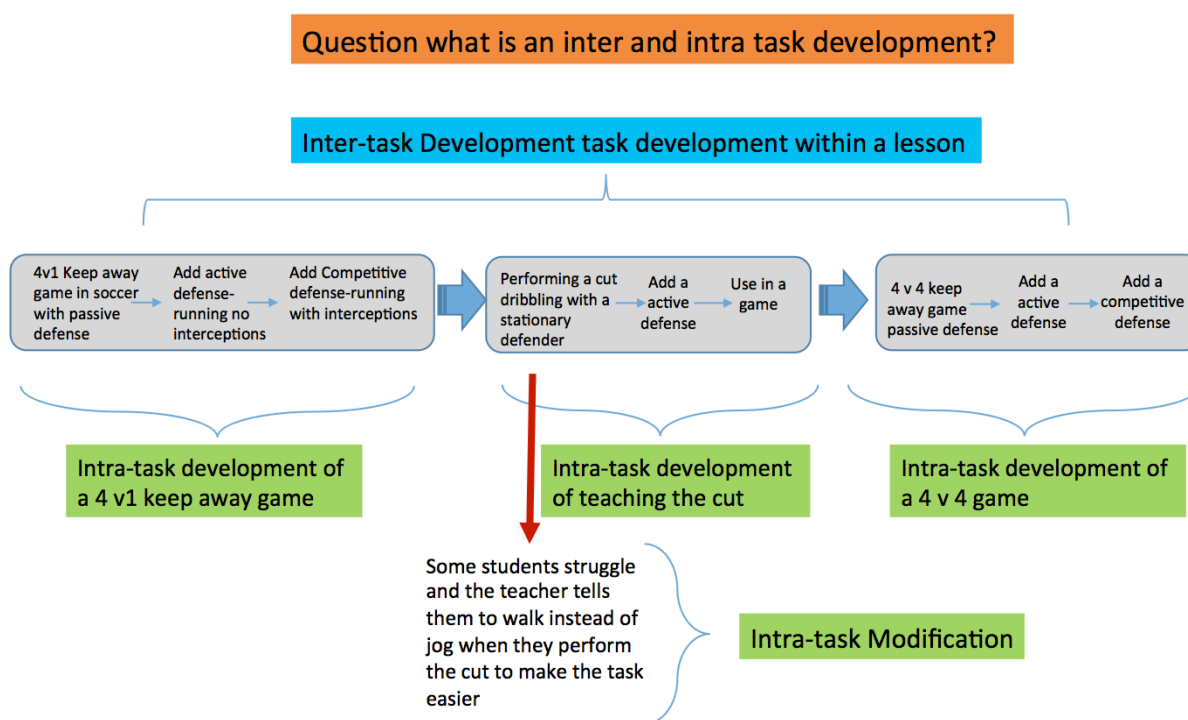 Question what is an inter and intra task development?
Inter-task Development task development within a lesson
4v1 Keep away
game in soccer
with passive
defense
Add active
defense-
running no
interceptions
Add Competitive
defense-running
with interceptions
Performing a cut
dribbling with a
stationary
defender
Add a
active
defense
Use in a
game
4 v 4 keep
away game
passive defense
Add a
active
defense
Add a
competitive
defense
Intra-task development of
a 4 v1 keep away game
Intra-task development
of teaching the cut
Intra-task development of
a 4 v 4 game
Some students struggle
and the teacher tells
them to walk instead of
jog when they perform
the cut to make the task
easier
Intra-task Modification